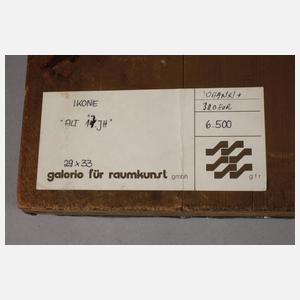 IKONE
"ALT 17.JH"
29 x 33
galerie für raumkunst gmbh
6.500
gfr